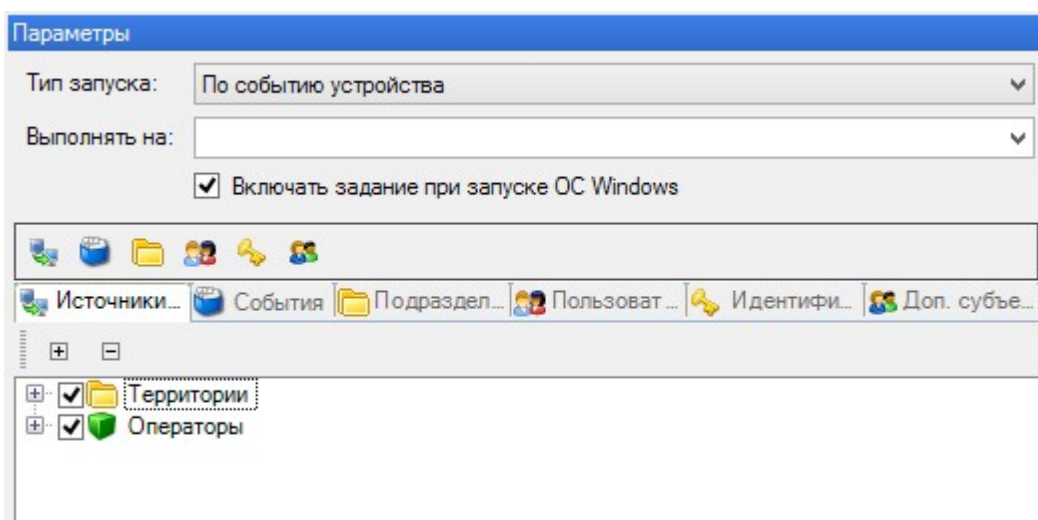 Параметры
Тип запуска: По событию устройства
Выполнять на:
Включать задание при запуске ОС Windows
Источники... События Подраздел... Пользоват... Идентифи... Доп. субъе...
Территории
Операторы